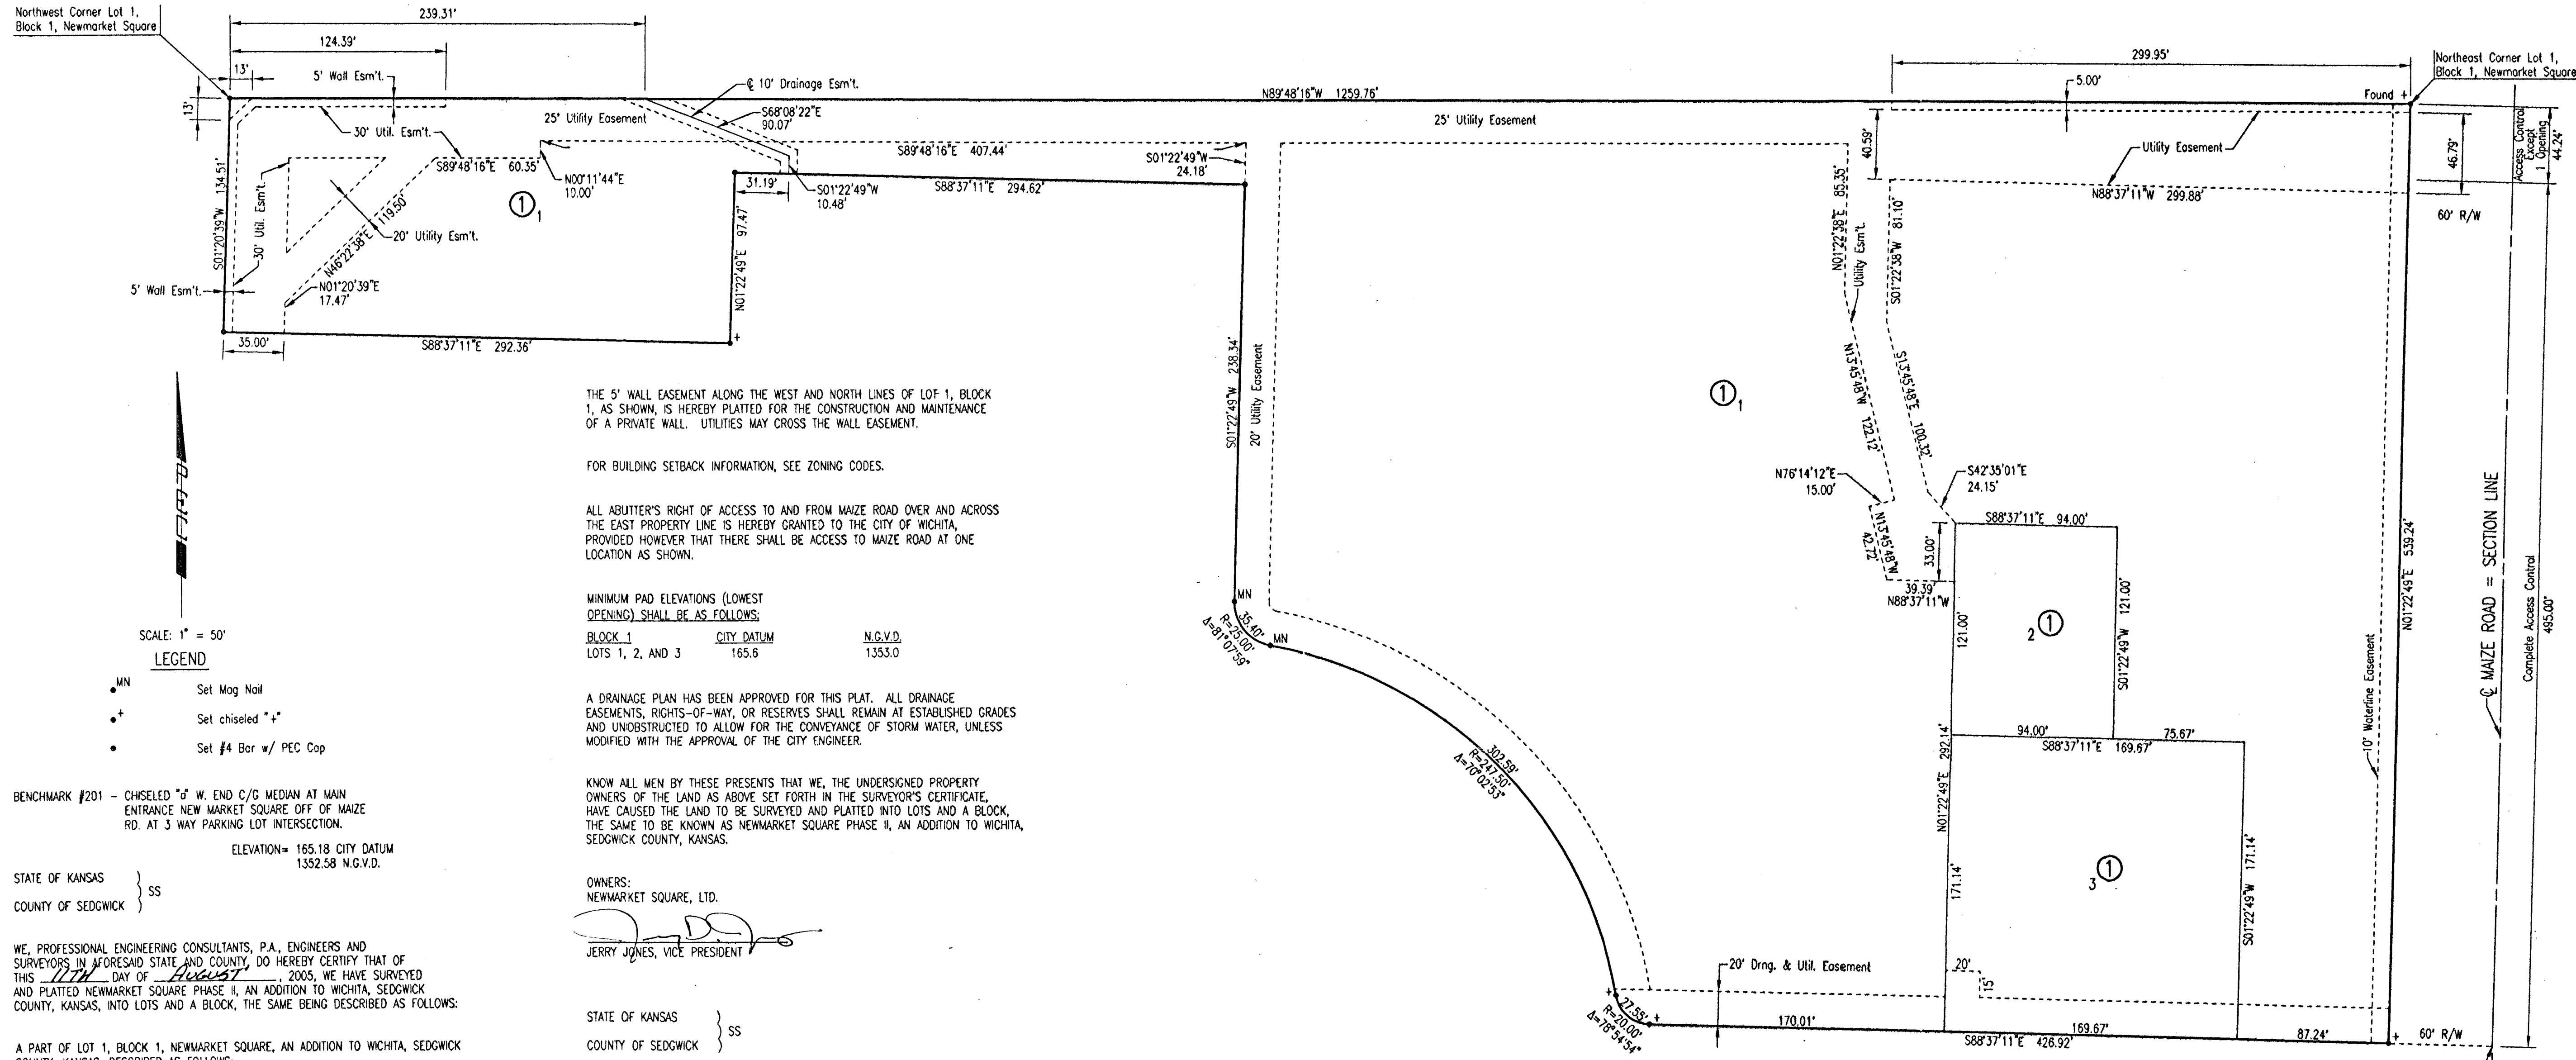 Northwest Corner Lot 1,
Block 1, Newmarket Square
239.31'
124.39'
13'
13'
5' Wall Esm't.
℄ 10' Drainage Esm't.
S68°08'22"E
90.07'
25' Utility Easement
30' Util. Esm't.
S89°48'16"E 60.35'
N00°11'44"E
10.00'
S89°48'16"E 407.44'
S01°22'49"W
24.18'
31.19'
S01°22'49"W
10.48'
S88°37'11"E 294.62'
S01°20'39"W 134.51'
30' Util. Esm't.
N46°22'38"E 119.50'
20' Utility Esm't.
① 1
N01°22'49"E 97.47'
5' Wall Esm't.
N01°20'39"E
17.47'
35.00'
S88°37'11"E 292.36'
N89°48'16"W 1259.76'
25' Utility Easement
299.95'
5.00'
Found +
Northeast Corner Lot 1,
Block 1, Newmarket Square
40.59'
Utility Easement
N88°37'11"W 299.88'
46.79'
Access Control
Except
1 Opening
44.24'
60' R/W
N01°22'38"E 85.35'
Utility Esm't.
S01°22'38"W 81.10'
N13°45'48"W 122.12'
S13°45'48"E 100.32'
① 1
N76°14'12"E
15.00'
S42°35'01"E
24.15'
N13°45'48"W
42.72'
33.00'
39.39'
N88°37'11"W
S88°37'11"E 94.00'
121.00'
2 ①
S01°22'49"W 121.00'
94.00'
75.67'
S88°37'11"E 169.67'
N01°22'49"E 292.14'
171.14'
3 ①
S01°22'49"W 171.14'
10' Waterline Easement
N01°22'49"E 539.24'
℄ MAIZE ROAD = SECTION LINE
Complete Access Control
495.00'
S01°22'49"W 238.34'
20' Utility Easement
MN
35.40'
R=25.00'
Δ=81°07'59"
MN
302.59'
R=247.50'
Δ=70°02'53"
20' Drng. & Util. Easement
20'
15'
27.55'
R=20.00'
Δ=78°54'54"
170.01'
169.67'
87.24'
S88°37'11"E 426.92'
60' R/W
PEC
SCALE: 1" = 50'
LEGEND
MN Set Mag Nail
+ Set chiseled "+"
Set #4 Bar w/ PEC Cap
BENCHMARK #201 - CHISELED "□" W. END C/G MEDIAN AT MAIN
ENTRANCE NEW MARKET SQUARE OFF OF MAIZE
RD. AT 3 WAY PARKING LOT INTERSECTION.
ELEVATION= 165.18 CITY DATUM
1352.58 N.G.V.D.
STATE OF KANSAS
SS
COUNTY OF SEDGWICK
WE, PROFESSIONAL ENGINEERING CONSULTANTS, P.A., ENGINEERS AND
SURVEYORS IN AFORESAID STATE AND COUNTY, DO HEREBY CERTIFY THAT OF
THIS 11TH DAY OF AUGUST, 2005, WE HAVE SURVEYED
AND PLATTED NEWMARKET SQUARE PHASE II, AN ADDITION TO WICHITA, SEDGWICK
COUNTY, KANSAS, INTO LOTS AND A BLOCK, THE SAME BEING DESCRIBED AS FOLLOWS:
A PART OF LOT 1, BLOCK 1, NEWMARKET SQUARE, AN ADDITION TO WICHITA, SEDGWICK
COUNTY, KANSAS, DESCRIBED AS FOLLOWS:
THE 5' WALL EASEMENT ALONG THE WEST AND NORTH LINES OF LOT 1, BLOCK
1, AS SHOWN, IS HEREBY PLATTED FOR THE CONSTRUCTION AND MAINTENANCE
OF A PRIVATE WALL. UTILITIES MAY CROSS THE WALL EASEMENT.
FOR BUILDING SETBACK INFORMATION, SEE ZONING CODES.
ALL ABUTTER'S RIGHT OF ACCESS TO AND FROM MAIZE ROAD OVER AND ACROSS
THE EAST PROPERTY LINE IS HEREBY GRANTED TO THE CITY OF WICHITA,
PROVIDED HOWEVER THAT THERE SHALL BE ACCESS TO MAIZE ROAD AT ONE
LOCATION AS SHOWN.
MINIMUM PAD ELEVATIONS (LOWEST
OPENING) SHALL BE AS FOLLOWS:
BLOCK 1 CITY DATUM N.G.V.D.
LOTS 1, 2, AND 3 165.6 1353.0
A DRAINAGE PLAN HAS BEEN APPROVED FOR THIS PLAT. ALL DRAINAGE
EASEMENTS, RIGHTS-OF-WAY, OR RESERVES SHALL REMAIN AT ESTABLISHED GRADES
AND UNOBSTRUCTED TO ALLOW FOR THE CONVEYANCE OF STORM WATER, UNLESS
MODIFIED WITH THE APPROVAL OF THE CITY ENGINEER.
KNOW ALL MEN BY THESE PRESENTS THAT WE, THE UNDERSIGNED PROPERTY
OWNERS OF THE LAND AS ABOVE SET FORTH IN THE SURVEYOR'S CERTIFICATE,
HAVE CAUSED THE LAND TO BE SURVEYED AND PLATTED INTO LOTS AND A BLOCK,
THE SAME TO BE KNOWN AS NEWMARKET SQUARE PHASE II, AN ADDITION TO WICHITA,
SEDGWICK COUNTY, KANSAS.
OWNERS:
NEWMARKET SQUARE, LTD.
JERRY JONES, VICE PRESIDENT
STATE OF KANSAS
SS
COUNTY OF SEDGWICK